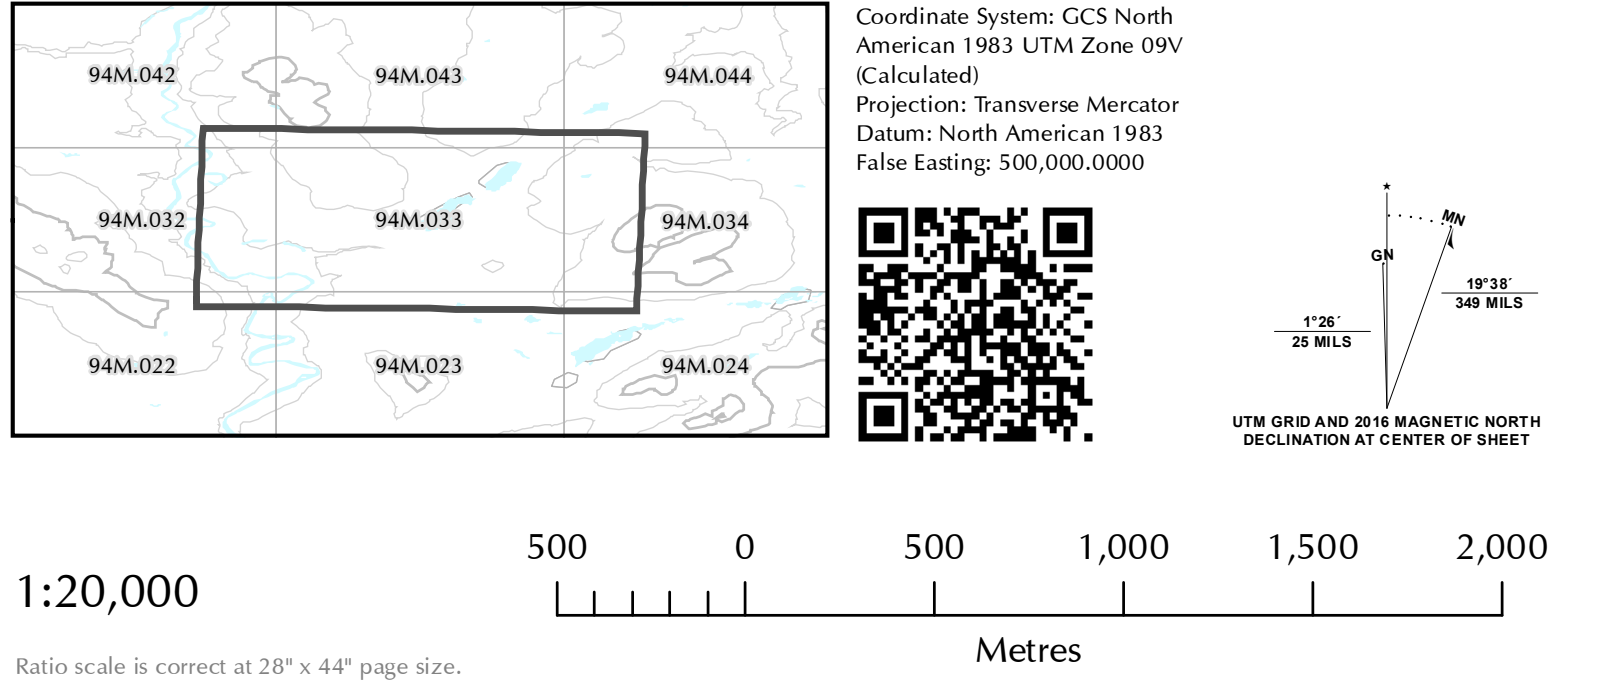 94M.042 94M.043 94M.044
94M.032 94M.033 94M.034
94M.022 94M.023 94M.024
Coordinate System: GCS North
American 1983 UTM Zone 09V
(Calculated)
Projection: Transverse Mercator
Datum: North American 1983
False Easting: 500,000.0000
MN
GN
19°38´
349 MILS
1°26´
25 MILS
UTM GRID AND 2016 MAGNETIC NORTH
DECLINATION AT CENTER OF SHEET
500 0 500 1,000 1,500 2,000
1:20,000
Metres
Ratio scale is correct at 28" x 44" page size.